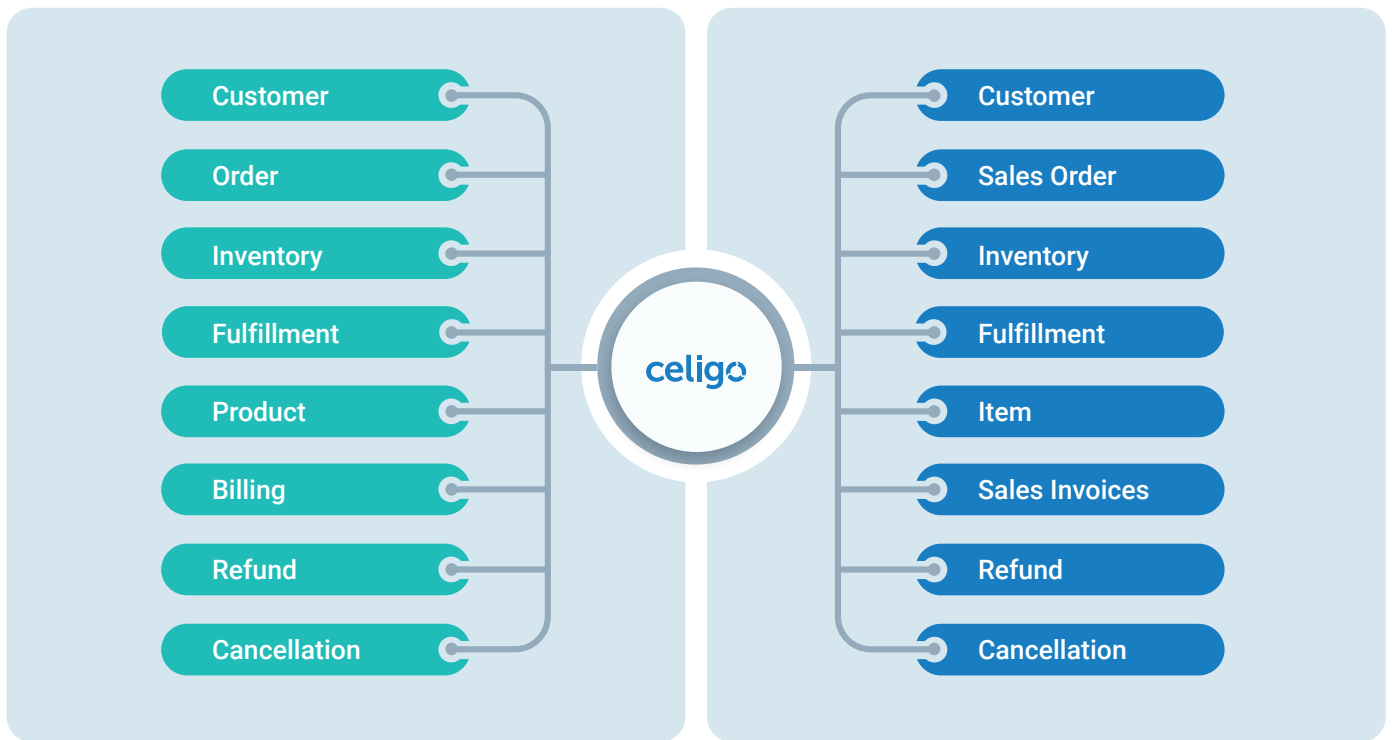 Customer
Order
Inventory
Fulfillment
Product
Billing
Refund
Cancellation
celigo
Customer
Sales Order
Inventory
Fulfillment
Item
Sales Invoices
Refund
Cancellation